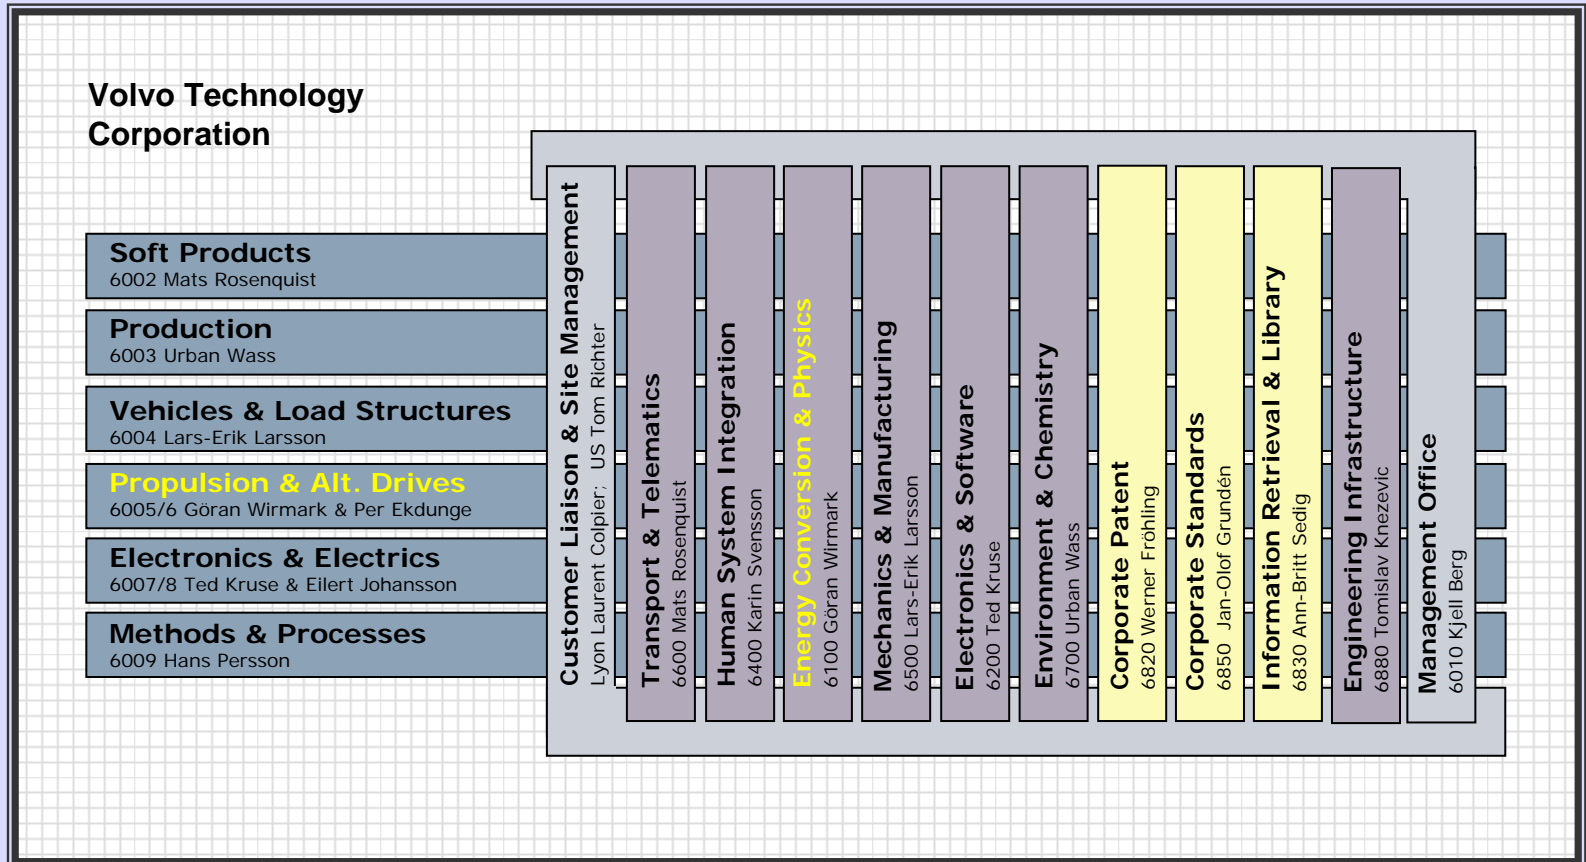 Volvo Technology
Corporation
Soft Products
6002 Mats Rosenquist
Production
6003 Urban Wass
Vehicles & Load Structures
6004 Lars-Erik Larsson
Propulsion & Alt. Drives
6005/6 Göran Wirmark & Per Ekdunge
Electronics & Electrics
6007/8 Ted Kruse & Eilert Johansson
Methods & Processes
6009 Hans Persson
Customer Liaison & Site Management
Lyon Laurent Colpier; US Tom Richter
Transport & Telematics
6600 Mats Rosenquist
Human System Integration
6400 Karin Svensson
Energy Conversion & Physics
6100 Göran Wirmark
Mechanics & Manufacturing
6500 Lars-Erik Larsson
Electronics & Software
6200 Ted Kruse
Environment & Chemistry
6700 Urban Wass
Corporate Patent
6820 Werner Fröhling
Corporate Standards
6850 Jan-Olof Grundén
Information Retrieval & Library
6830 Ann-Britt Sedig
Engineering Infrastructure
6880 Tomislav Knezevic
Management Office
6010 Kjell Berg